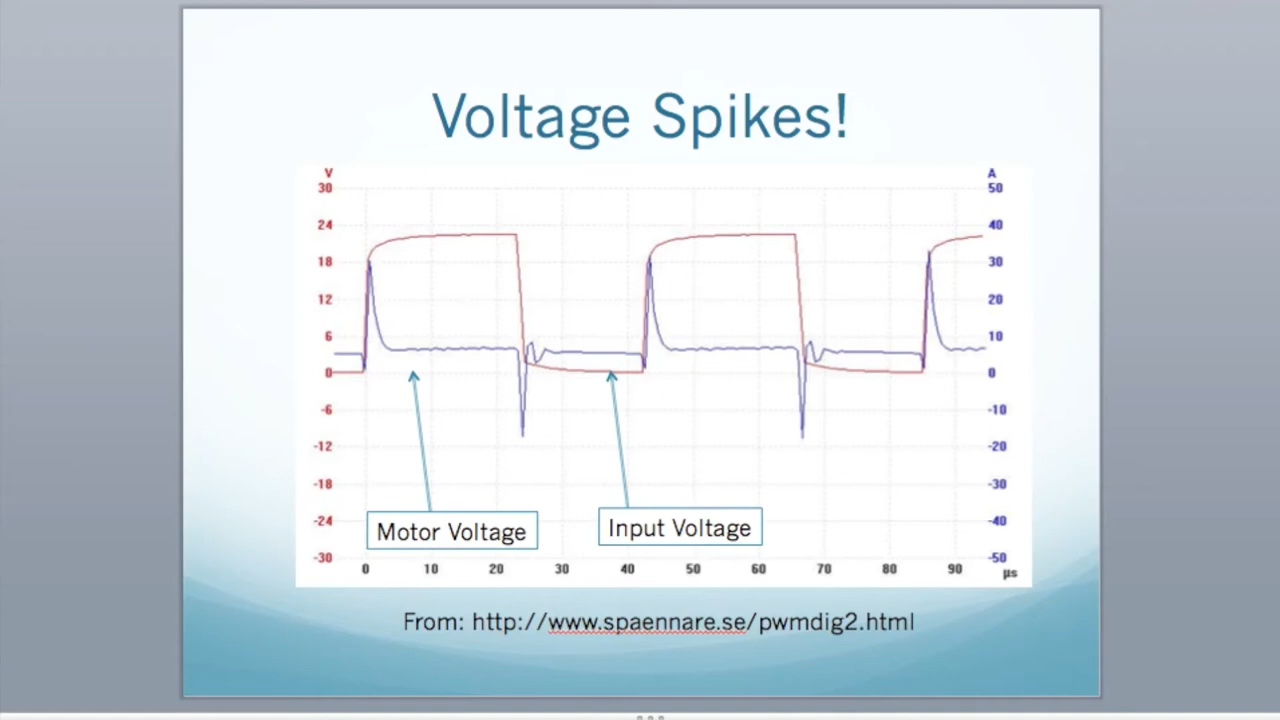 Voltage Spikes!
V A
30 50
24 40
18 30
12 20
6 10
0 0
-6 -10
-12 -20
-18 -30
-24 -40
-30 -50
Motor Voltage Input Voltage
0 10 20 30 40 50 60 70 80 90 µs
From: http://www.spaennare.se/pwmdig2.html